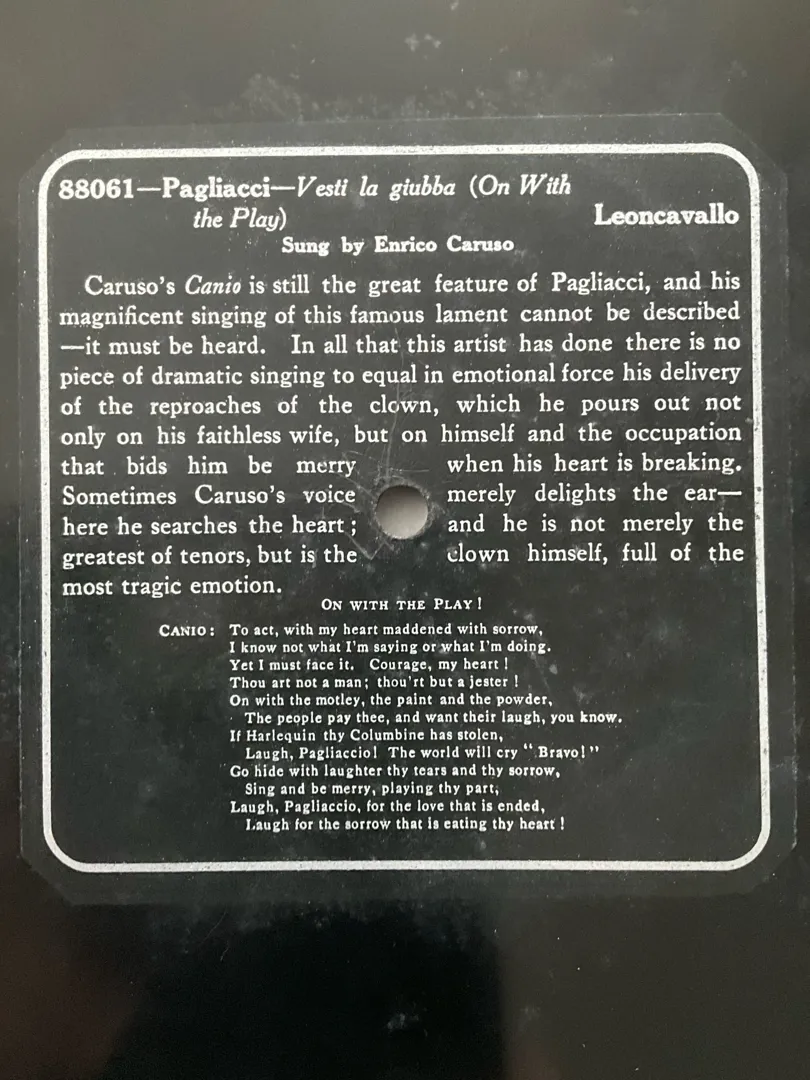 88061—Pagliacci—Vesti la giubba (On With
the Play) Leoncavallo
Sung by Enrico Caruso
Caruso's Canio is still the great feature of Pagliacci, and his
magnificent singing of this famous lament cannot be described
—it must be heard. In all that this artist has done there is no
piece of dramatic singing to equal in emotional force his delivery
of the reproaches of the clown, which he pours out not
only on his faithless wife, but on himself and the occupation
that bids him be merry when his heart is breaking.
Sometimes Caruso's voice merely delights the ear—
here he searches the heart; and he is not merely the
greatest of tenors, but is the clown himself, full of the
most tragic emotion.
ON WITH THE PLAY!
CANIO: To act, with my heart maddened with sorrow,
I know not what I'm saying or what I'm doing.
Yet I must face it. Courage, my heart!
Thou art not a man; thou'rt but a jester!
On with the motley, the paint and the powder,
The people pay thee, and want their laugh, you know.
If Harlequin thy Columbine has stolen,
Laugh, Pagliaccio! The world will cry "Bravo!"
Go hide with laughter thy tears and thy sorrow,
Sing and be merry, playing thy part,
Laugh, Pagliaccio, for the love that is ended,
Laugh for the sorrow that is eating thy heart!